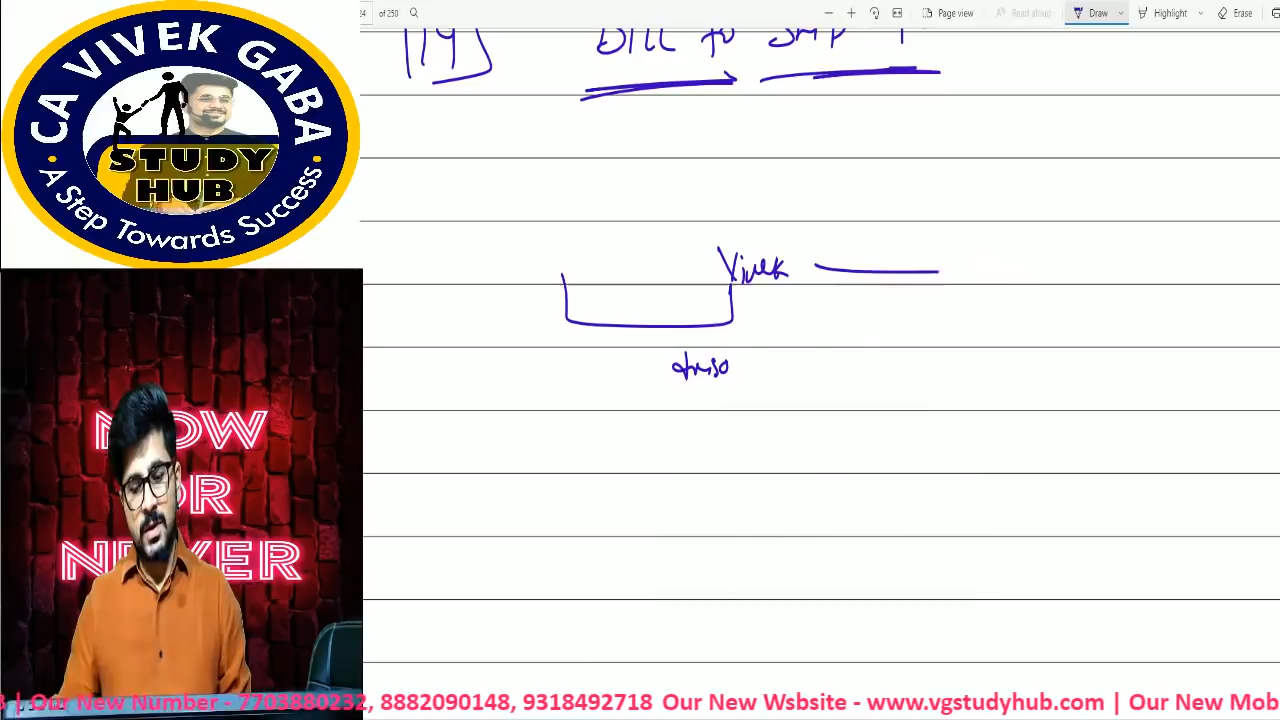 24 of 250 Page view Read aloud Draw Highlight Erase
CA VIVEK GABA
STUDY
HUB
A Step Towards Success
BILL to Ship
Vivek
NOW
OR
NEVER
| Our New Number - 7703880232, 8882090148, 9318492718 Our New Wsbsite - www.vgstudyhub.com | Our New Mob